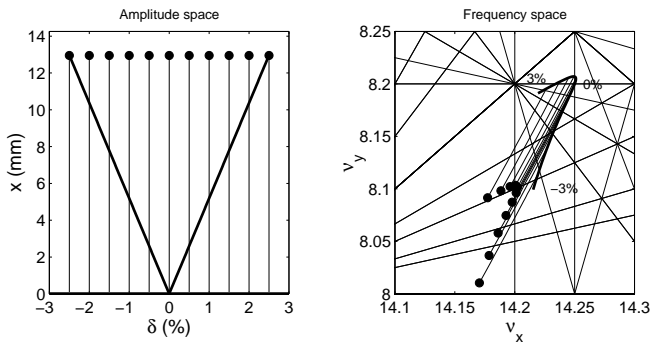 Amplitude space
14
12
10
8
6
4
2
0
x (mm)
−3 −2 −1 0 1 2 3
δ (%)
Frequency space
8.25
8.2
8.15
8.1
8.05
8
ν_y
3%
0%
−3%
14.1 14.15 14.2 14.25 14.3
ν_x